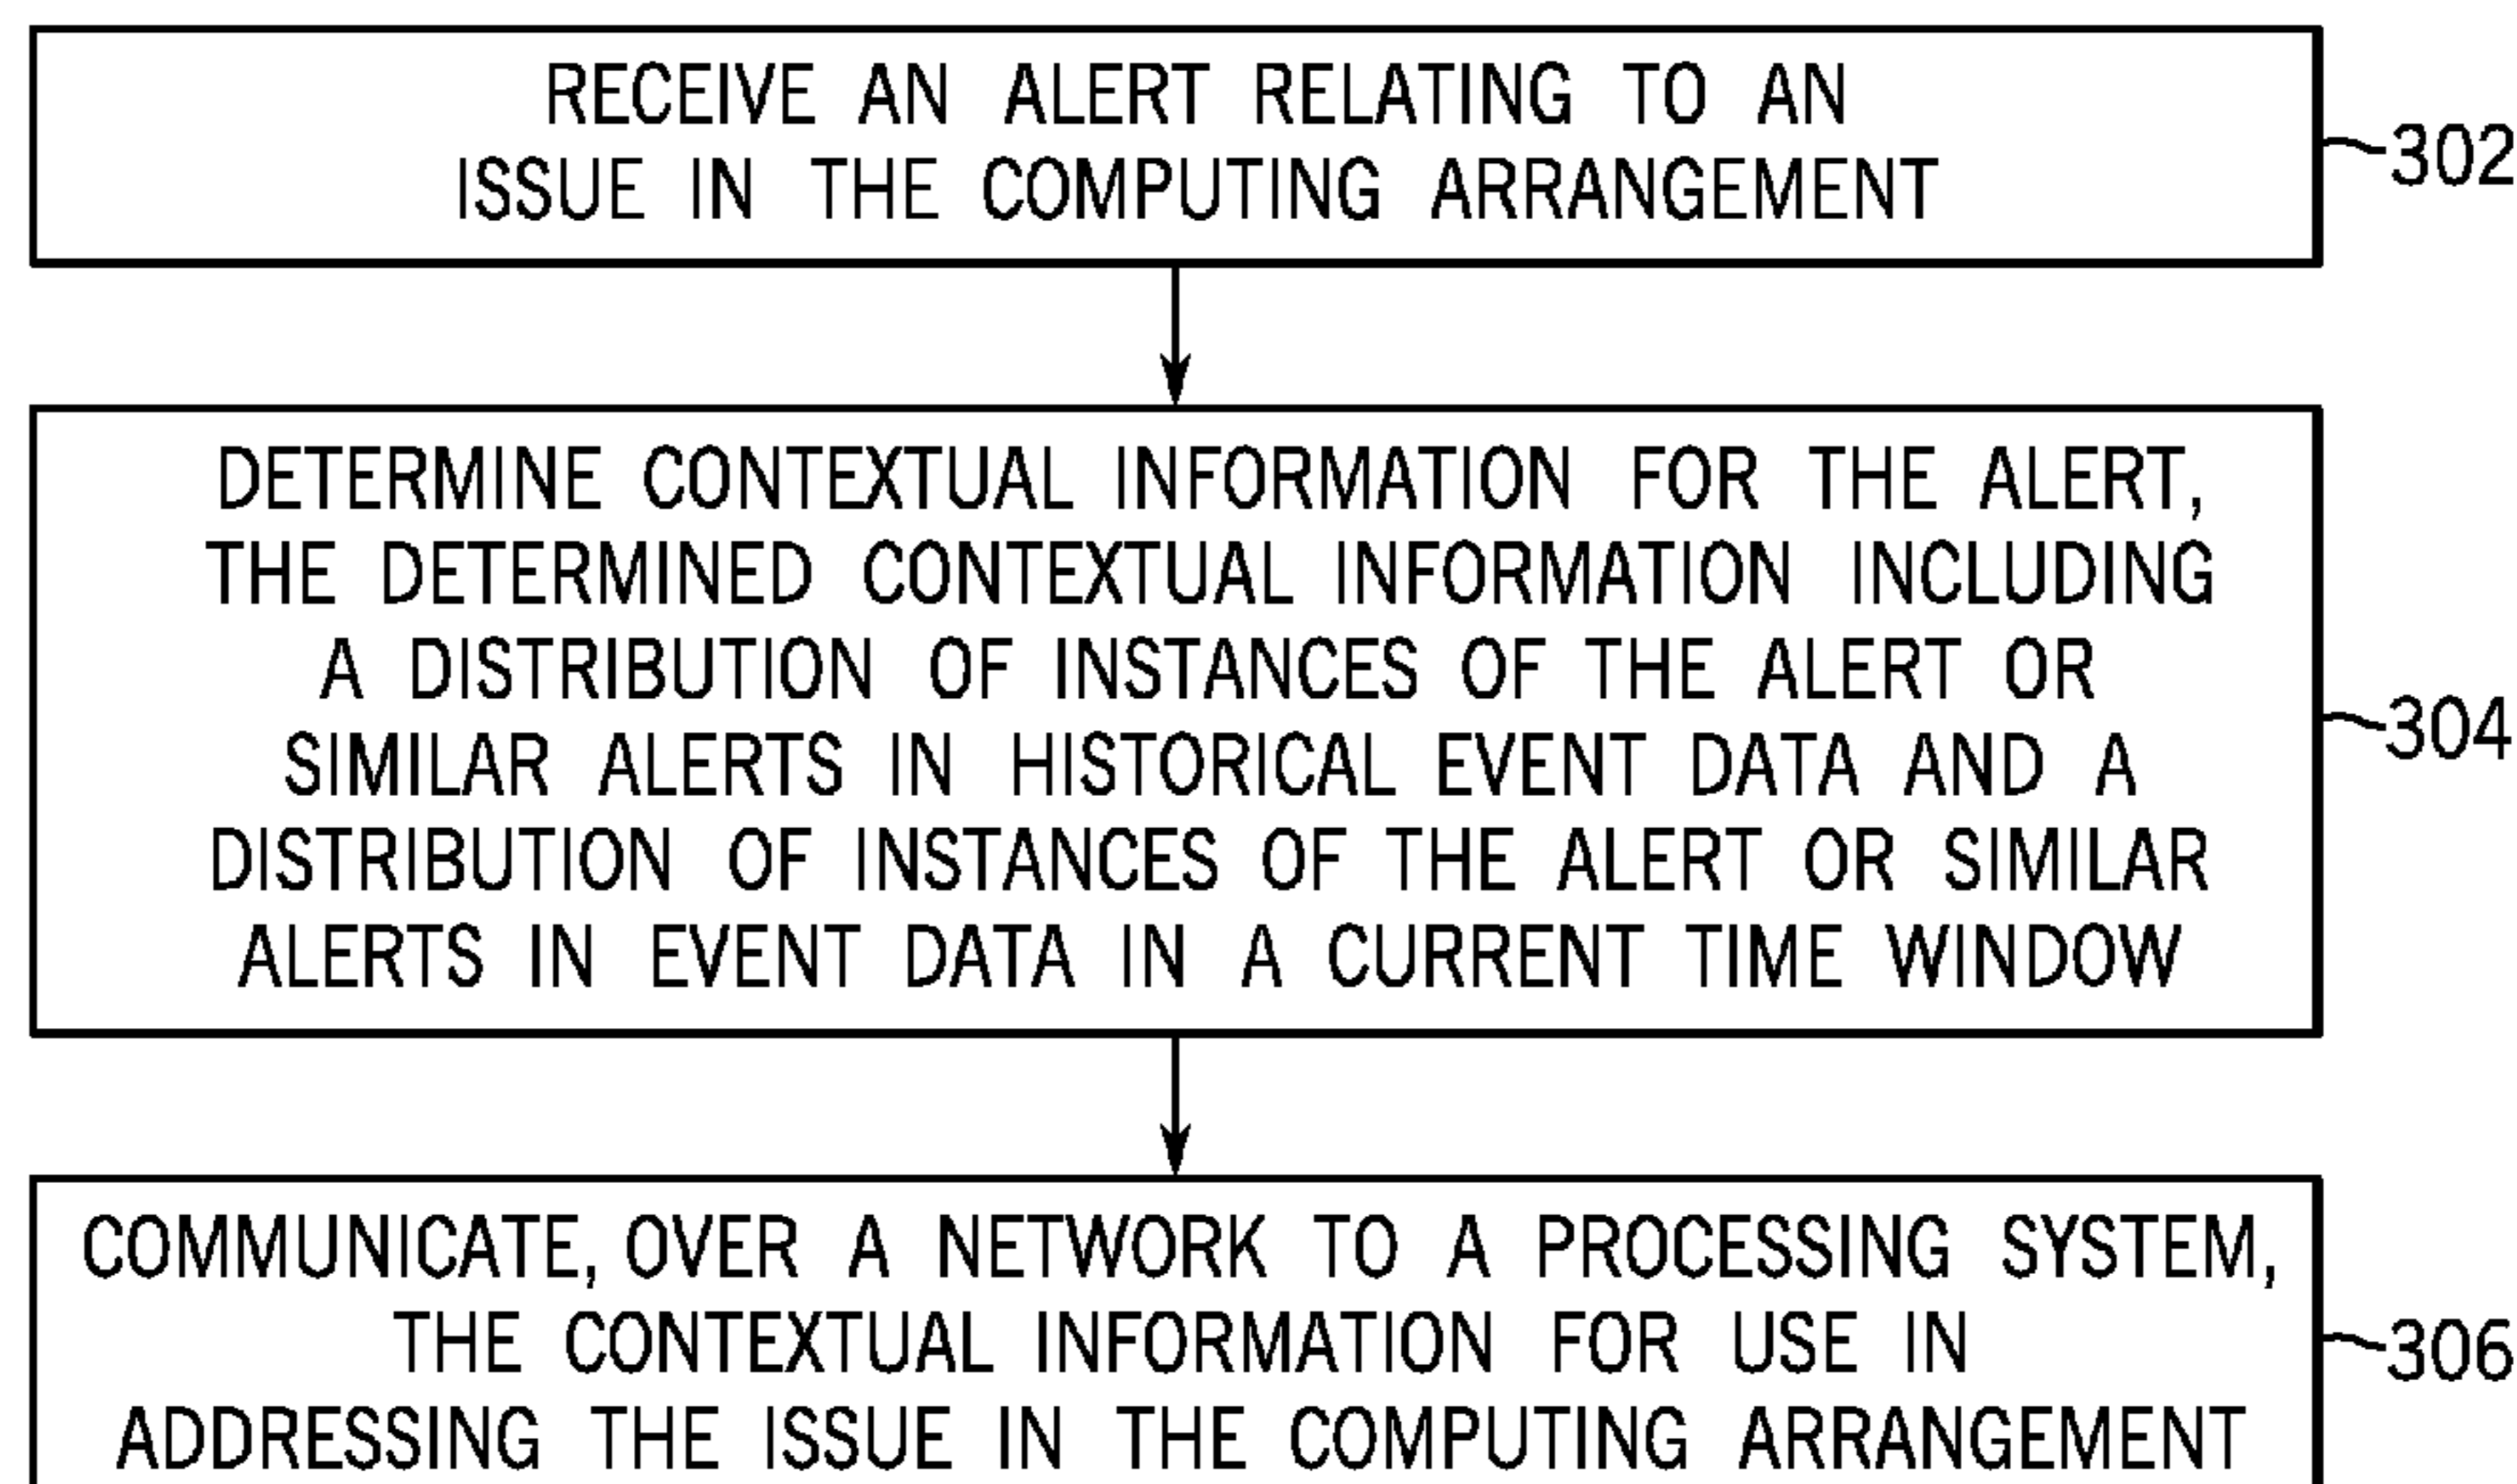 RECEIVE AN ALERT RELATING TO AN
ISSUE IN THE COMPUTING ARRANGEMENT
302
DETERMINE CONTEXTUAL INFORMATION FOR THE ALERT,
THE DETERMINED CONTEXTUAL INFORMATION INCLUDING
A DISTRIBUTION OF INSTANCES OF THE ALERT OR
SIMILAR ALERTS IN HISTORICAL EVENT DATA AND A
DISTRIBUTION OF INSTANCES OF THE ALERT OR SIMILAR
ALERTS IN EVENT DATA IN A CURRENT TIME WINDOW
304
COMMUNICATE, OVER A NETWORK TO A PROCESSING SYSTEM,
THE CONTEXTUAL INFORMATION FOR USE IN
ADDRESSING THE ISSUE IN THE COMPUTING ARRANGEMENT
306